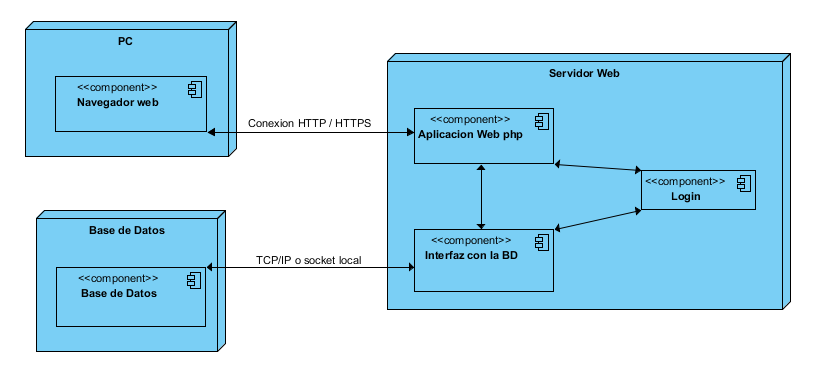 PC
<<component>>
Navegador web
Conexion HTTP / HTTPS
Servidor Web
<<component>>
Aplicacion Web php
<<component>>
Login
<<component>>
Interfaz con la BD
Base de Datos
<<component>>
Base de Datos
TCP/IP o socket local